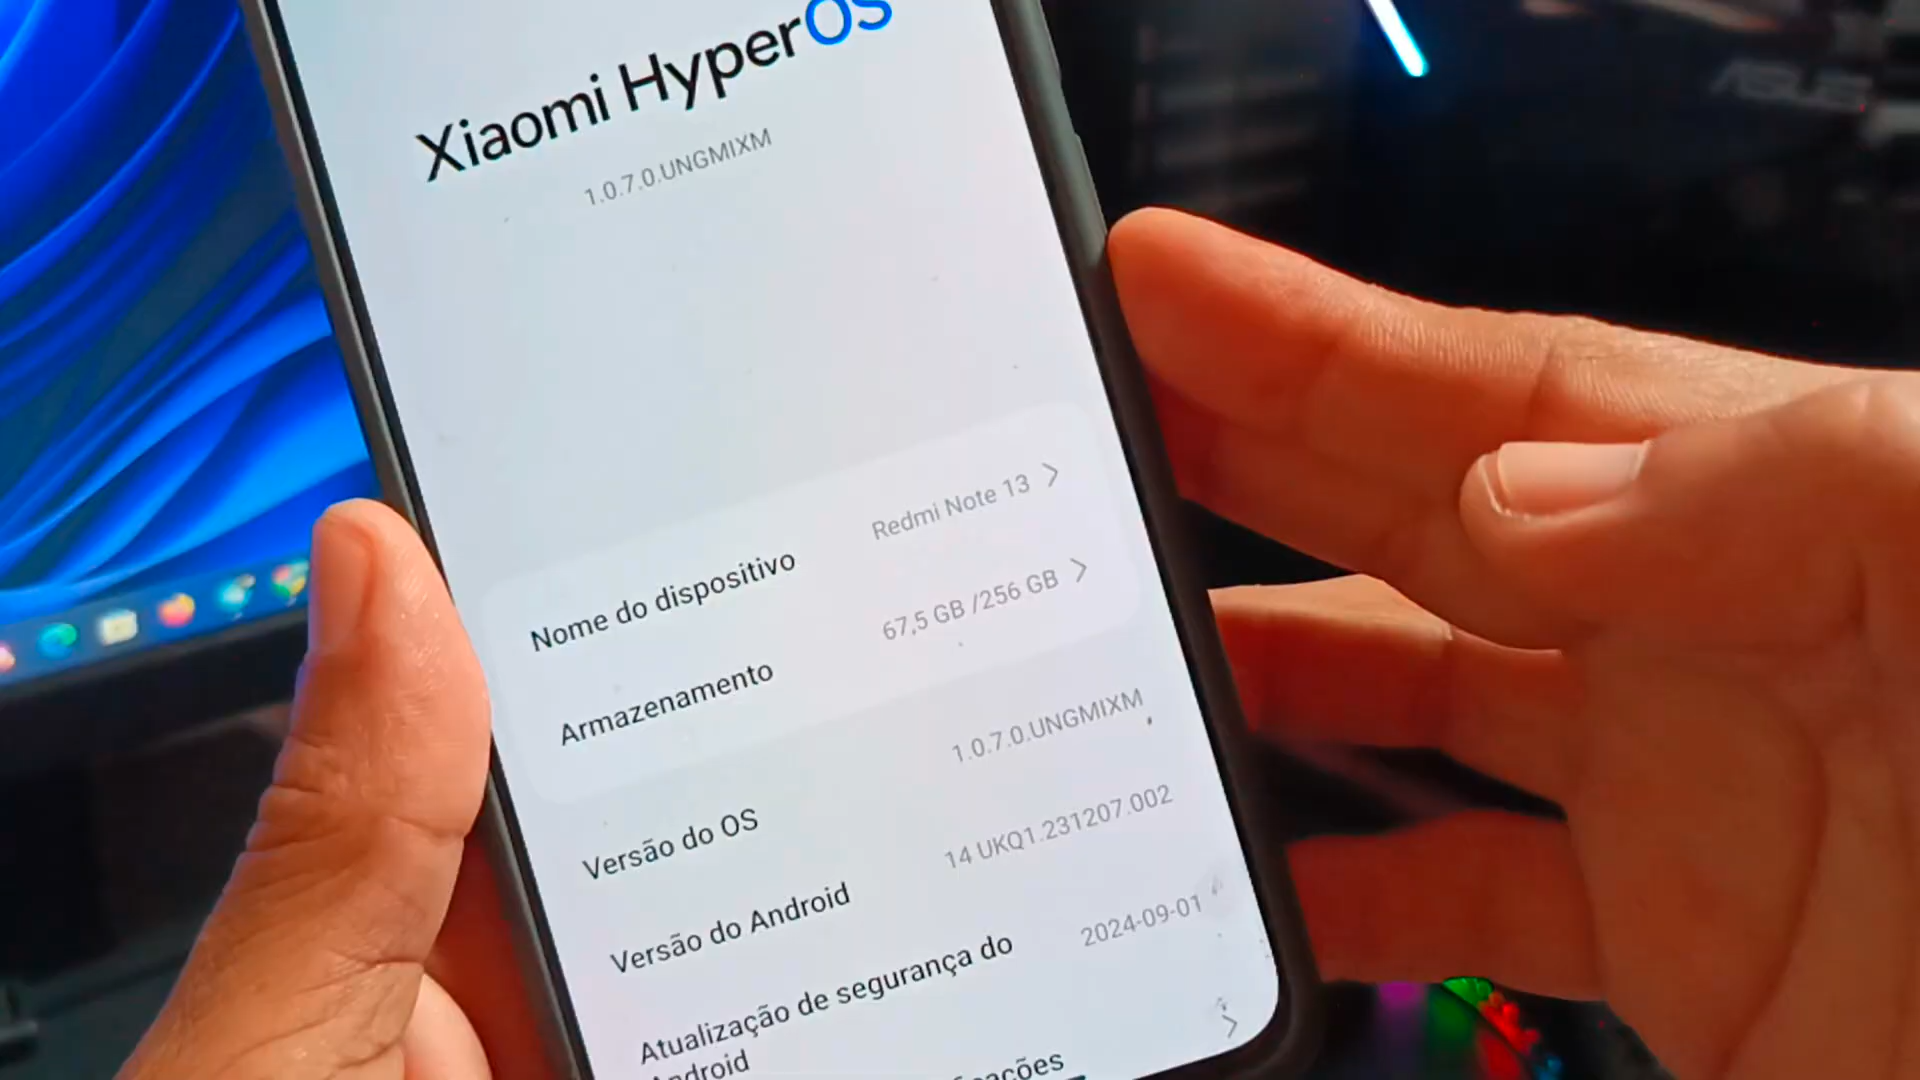 Xiaomi HyperOS
1.0.7.0.UNGMIXM
Nome do dispositivo Redmi Note 13
Armazenamento 67,5 GB /256 GB
Versão do OS 1.0.7.0.UNGMIXM
Versão do Android 14 UKQ1.231207.002
Atualização de segurança do 2024-09-01
Android
ASUS